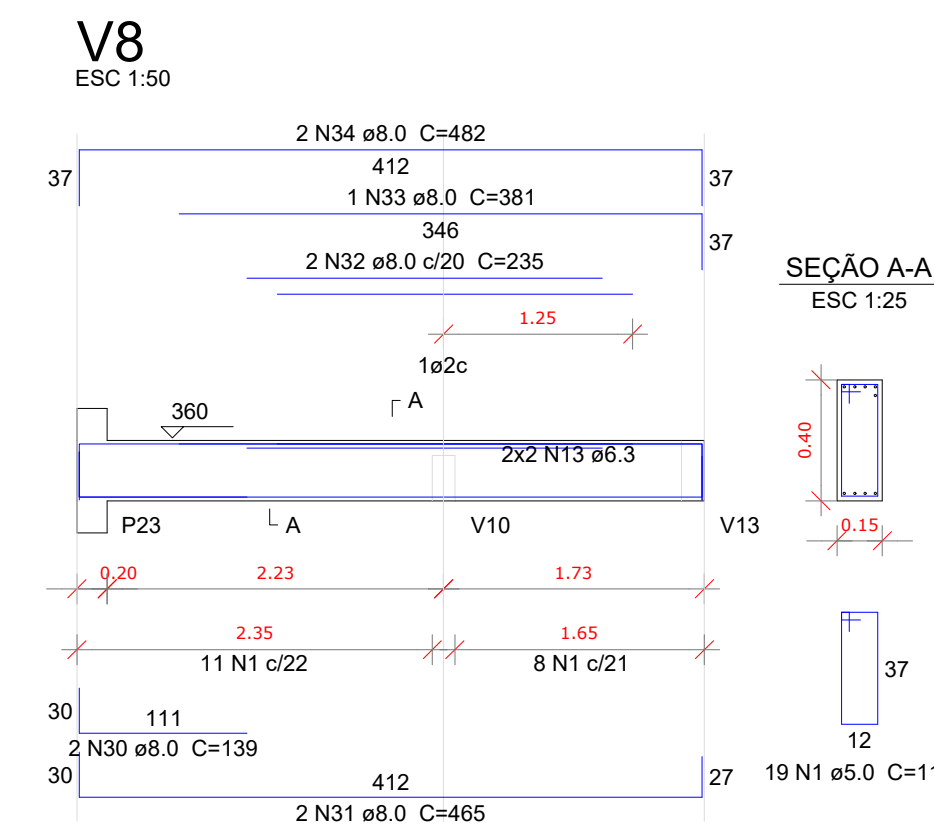 V8
ESC 1:50
2 N34 ø8.0 C=482
37
412
37
1 N33 ø8.0 C=381
346
37
2 N32 ø8.0 c/20 C=235
1.25
1ø2c
A
360
2x2 N13 ø6.3
A
P23
V10
V13
0.20
2.23
1.73
2.35
1.65
11 N1 c/22
8 N1 c/21
30
111
2 N30 ø8.0 C=139
30
412
27
2 N31 ø8.0 C=465
SEÇÃO A-A
ESC 1:25
0.40
0.15
37
12
19 N1 ø5.0